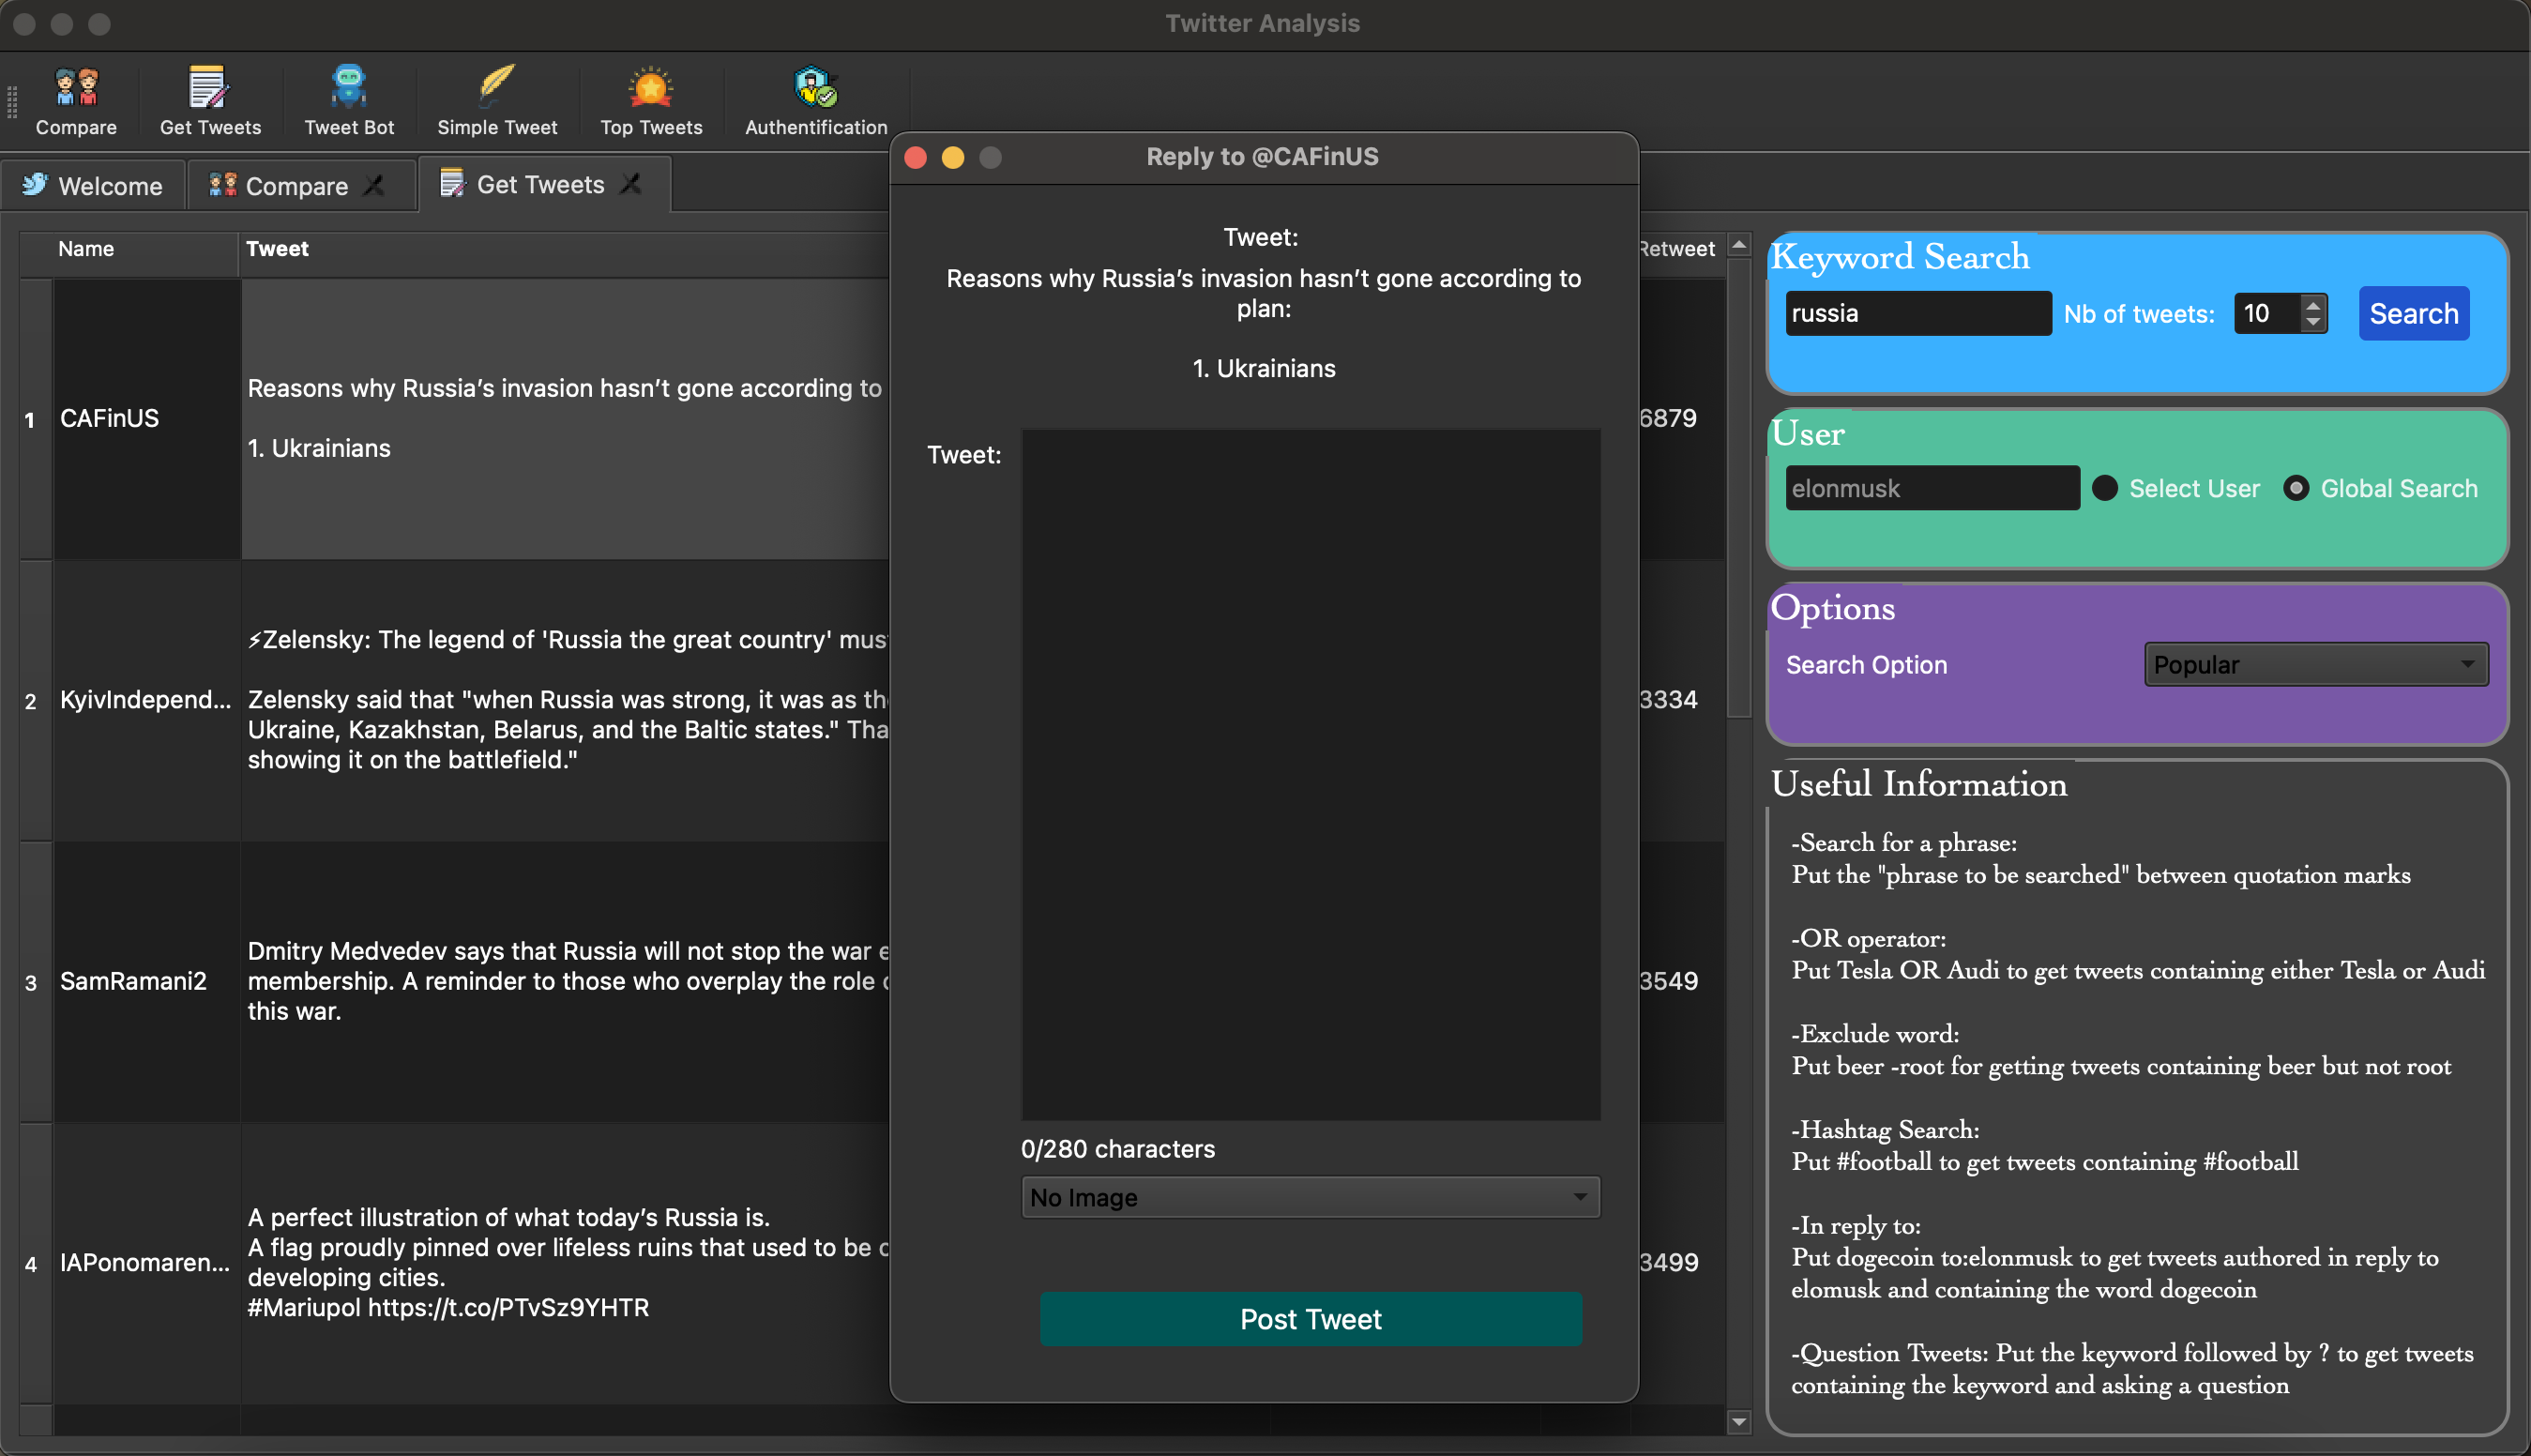 Twitter Analysis
Compare
Get Tweets
Tweet Bot
Simple Tweet
Top Tweets
Authentification
Welcome
Compare
Get Tweets
Name
Tweet
Retweet
1
CAFinUS
Reasons why Russia’s invasion hasn’t gone according to
1. Ukrainians
6879
2
KyivIndepend...
⚡Zelensky: The legend of 'Russia the great country'
Zelensky said that "when Russia was strong, it was as
Ukraine, Kazakhstan, Belarus, and the Baltic states."
showing it on the battlefield."
3334
3
SamRamani2
Dmitry Medvedev says that Russia will not stop the war
membership. A reminder to those who overplay the role
this war.
3549
4
IAPonomaren...
A perfect illustration of what today’s Russia is.
A flag proudly pinned over lifeless ruins that used to be
developing cities.
#Mariupol https://t.co/PTvSz9YHTR
3499
Reply to @CAFinUS
Tweet:
Reasons why Russia’s invasion hasn’t gone according to
plan:
1. Ukrainians
Tweet:
0/280 characters
No Image
Post Tweet
Keyword Search
russia
Nb of tweets:
10
Search
User
elonmusk
Select User
Global Search
Options
Search Option
Popular
Useful Information
-Search for a phrase:
Put the "phrase to be searched" between quotation marks
-OR operator:
Put Tesla OR Audi to get tweets containing either Tesla or Audi
-Exclude word:
Put beer -root for getting tweets containing beer but not root
-Hashtag Search:
Put #football to get tweets containing #football
-In reply to:
Put dogecoin to:elonmusk to get tweets authored in reply to
elomusk and containing the word dogecoin
-Question Tweets: Put the keyword followed by ? to get tweets
containing the keyword and asking a question